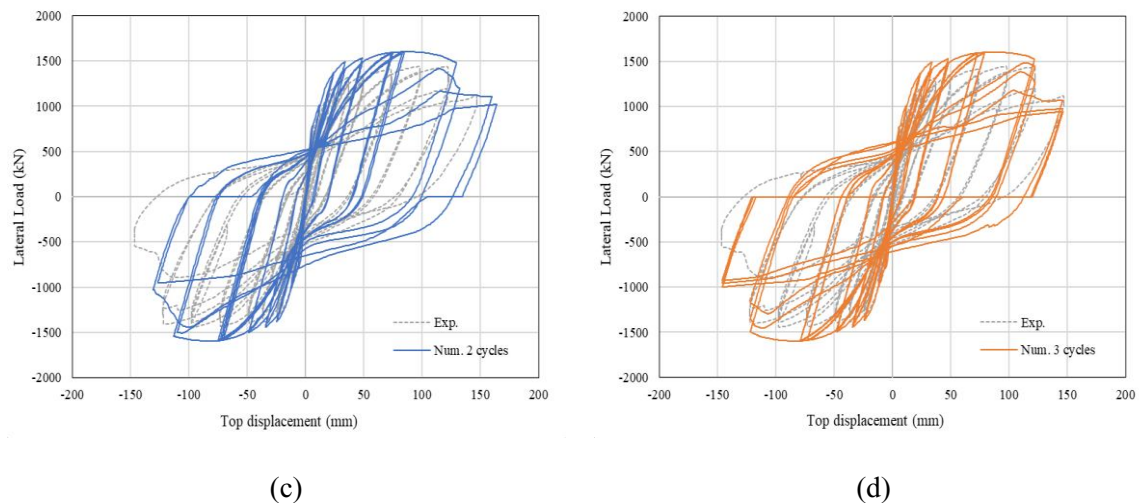 2000
1500
1000
500
0
-500
-1000
-1500
-2000
Lateral Load (kN)
Exp.
Num. 2 cycles
-200 -150 -100 -50 0 50 100 150 200
Top displacement (mm)
(c)
2000
1500
1000
500
0
-500
-1000
-1500
-2000
Lateral Load (kN)
Exp.
Num. 3 cycles
-200 -150 -100 -50 0 50 100 150 200
Top displacement (mm)
(d)